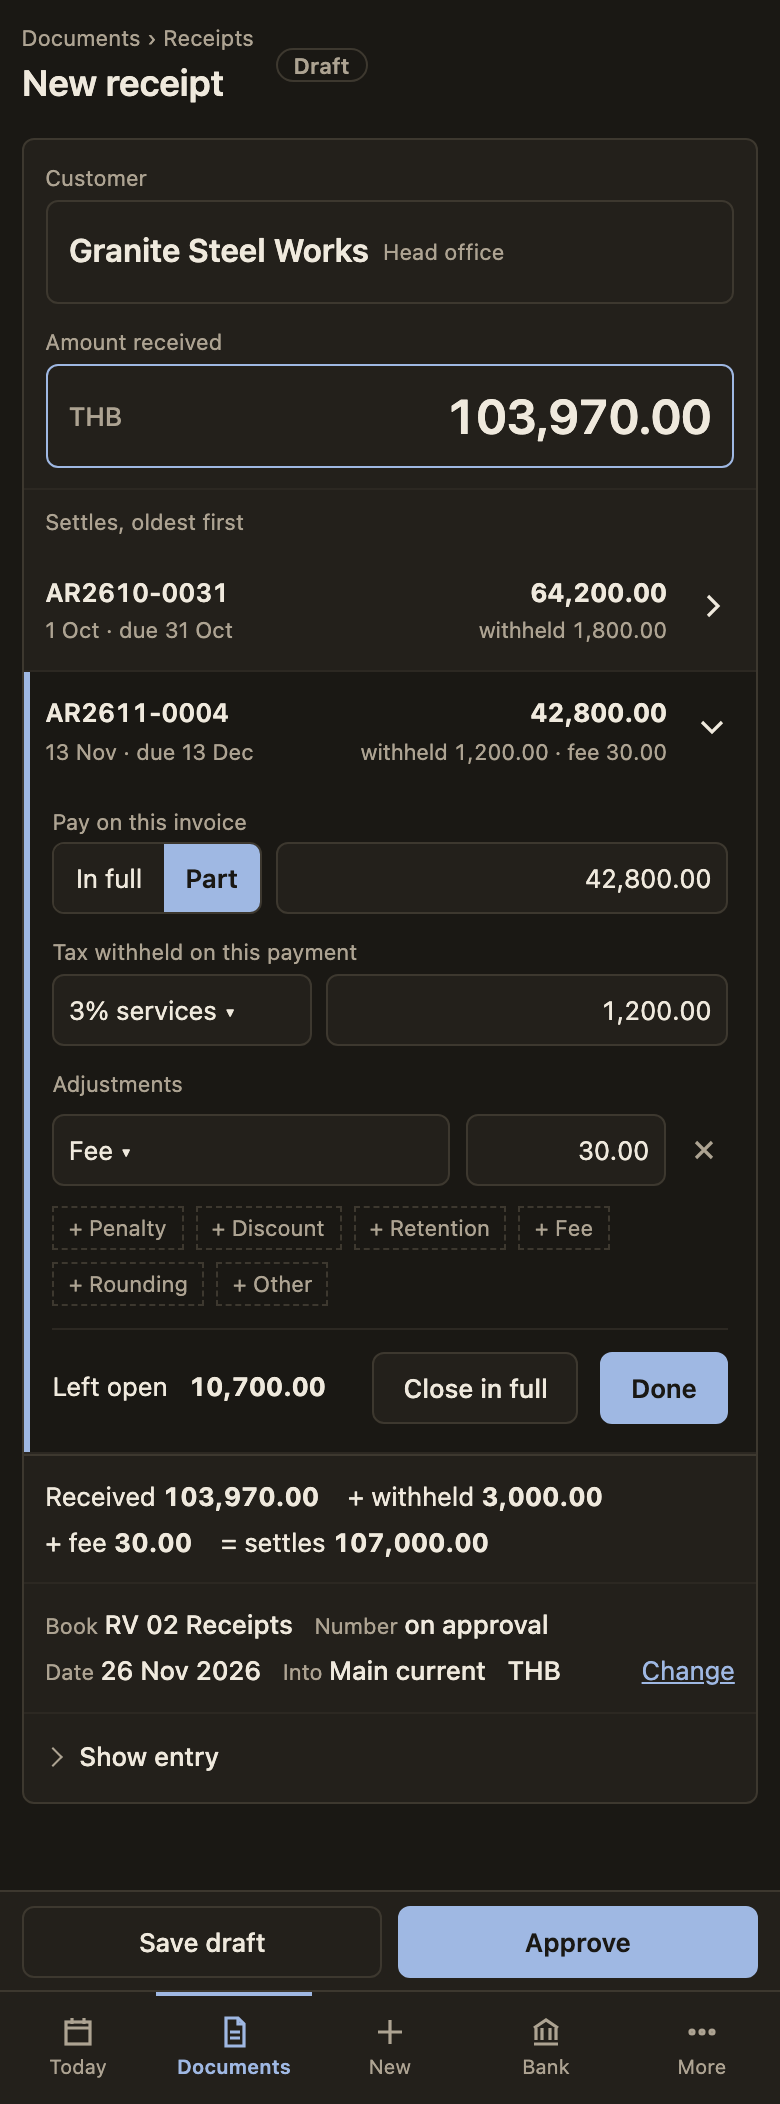 Documents › Receipts
New receipt
Draft
Customer
Granite Steel Works Head office
Amount received
THB 103,970.00
Settles, oldest first
AR2610-0031 64,200.00
1 Oct · due 31 Oct withheld 1,800.00
AR2611-0004 42,800.00
13 Nov · due 13 Dec withheld 1,200.00 · fee 30.00
Pay on this invoice
In full Part 42,800.00
Tax withheld on this payment
3% services ▾ 1,200.00
Adjustments
Fee ▾ 30.00 ✕
+ Penalty + Discount + Retention + Fee
+ Rounding + Other
Left open 10,700.00 Close in full Done
Received 103,970.00 + withheld 3,000.00
+ fee 30.00 = settles 107,000.00
Book RV 02 Receipts Number on approval
Date 26 Nov 2026 Into Main current THB Change
Show entry
Save draft Approve
Today Documents New Bank More